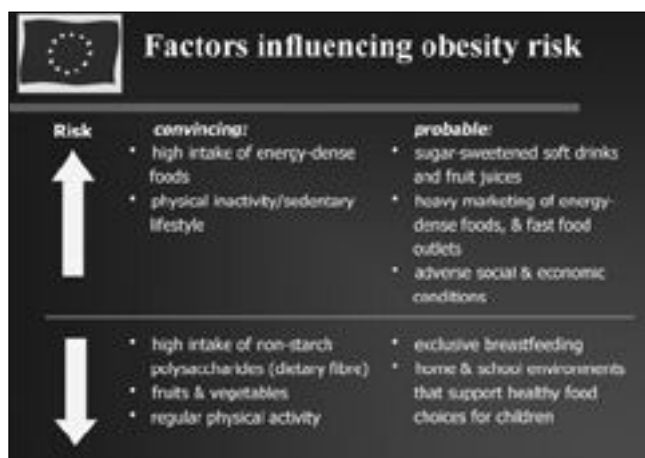 Factors influencing obesity risk
Risk
convincing:
• high intake of energy-dense
foods
• physical inactivity/sedentary
lifestyle
probable:
• sugar-sweetened soft drinks
and fruit juices
• heavy marketing of energy-
dense foods, & fast food
outlets
• adverse social & economic
conditions
• high intake of non-starch
polysaccharides (dietary fibre)
• fruits & vegetables
• regular physical activity
• exclusive breastfeeding
• home & school environments
that support healthy food
choices for children